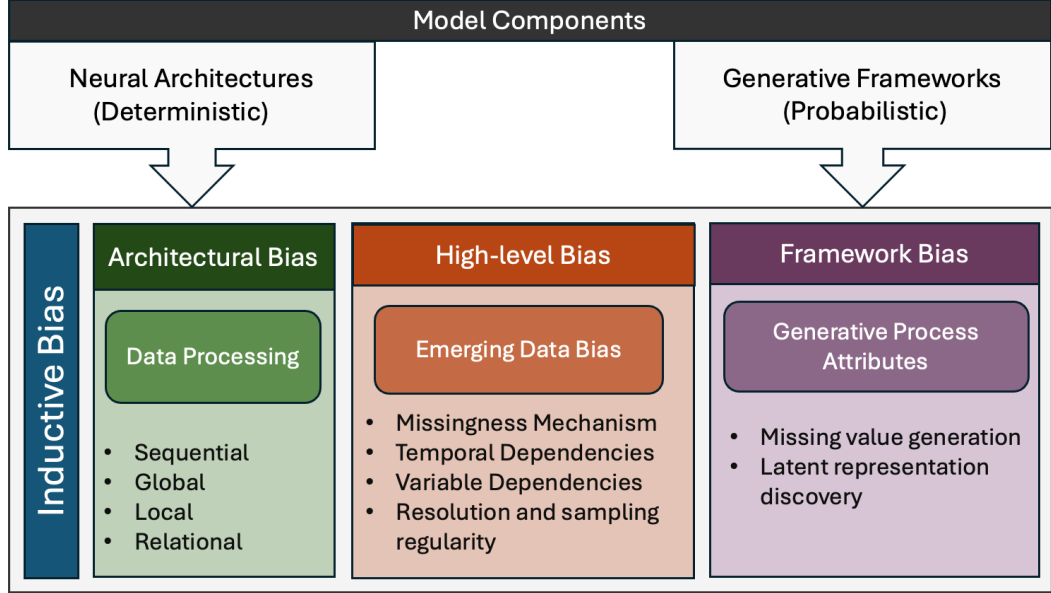 Model Components
Neural Architectures
(Deterministic)
Generative Frameworks
(Probabilistic)
Inductive Bias
Architectural Bias
Data Processing
• Sequential
• Global
• Local
• Relational
High-level Bias
Emerging Data Bias
• Missingness Mechanism
• Temporal Dependencies
• Variable Dependencies
• Resolution and sampling
regularity
Framework Bias
Generative Process
Attributes
• Missing value generation
• Latent representation
discovery